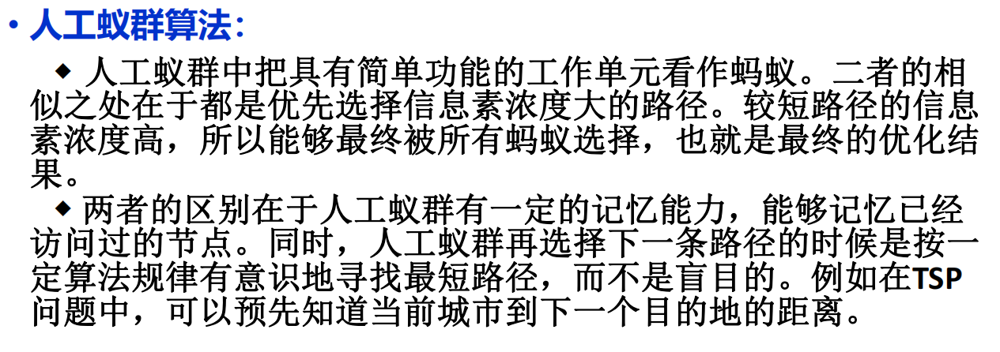 • 人工蚁群算法：
◆ 人工蚁群中把具有简单功能的工作单元看作蚂蚁。二者的相
似之处在于都是优先选择信息素浓度大的路径。较短路径的信息
素浓度高，所以能够最终被所有蚂蚁选择，也就是最终的优化结
果。
◆ 两者的区别在于人工蚁群有一定的记忆能力，能够记忆已经
访问过的节点。同时，人工蚁群再选择下一条路径的时候是按一
定算法规律有意识地寻找最短路径，而不是盲目的。例如在TSP
问题中，可以预先知道当前城市到下一个目的地的距离。